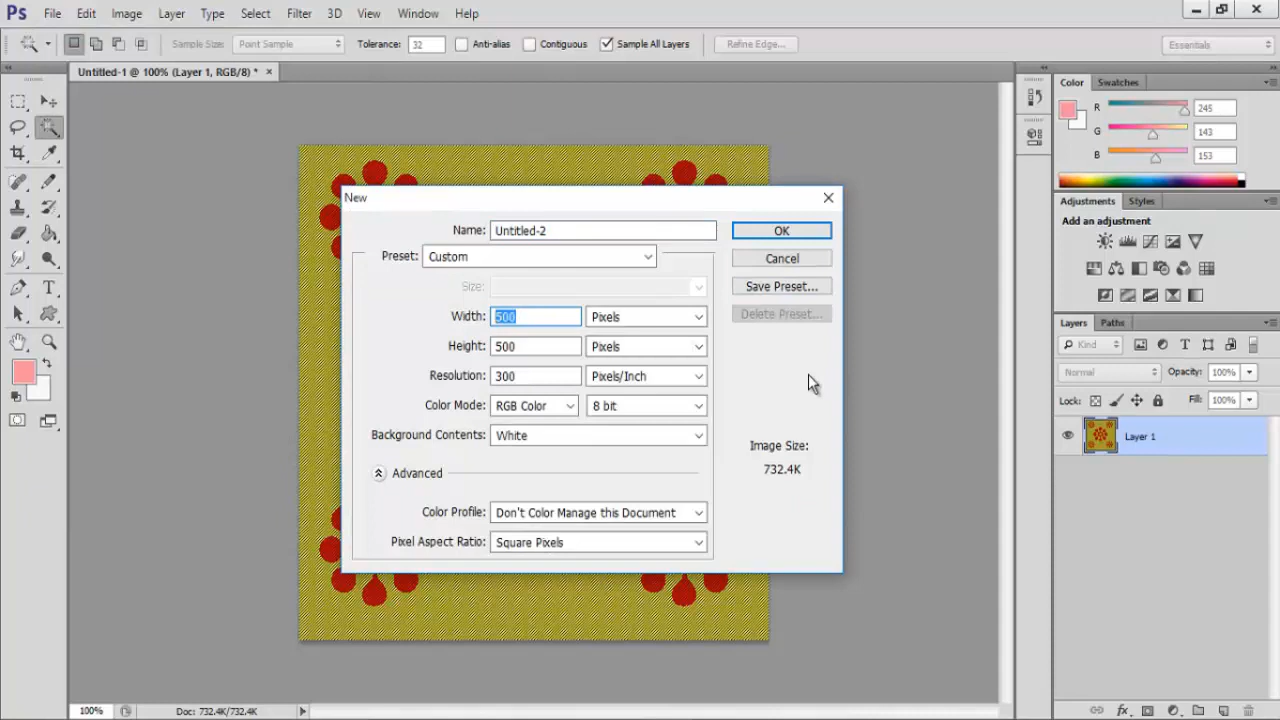 Ps File Edit Image Layer Type Select Filter 3D View Window Help
Sample Size: Point Sample Tolerance: 32 Anti-alias Contiguous Sample All Layers Refine Edge... Essentials
Untitled-1 @ 100% (Layer 1, RGB/8) * ×
Color Swatches
R 245
G 143
B 153
Adjustments Styles
Add an adjustment
Layers Paths
Kind
Normal Opacity: 100%
Lock: Fill: 100%
Layer 1
New
Name: Untitled-2 OK
Preset: Custom Cancel
Size: Save Preset...
Width: 500 Pixels Delete Preset...
Height: 500 Pixels
Resolution: 300 Pixels/Inch
Color Mode: RGB Color 8 bit
Background Contents: White
Image Size:
732.4K
Advanced
Color Profile: Don't Color Manage this Document
Pixel Aspect Ratio: Square Pixels
100% Doc: 732.4K/732.4K
fx